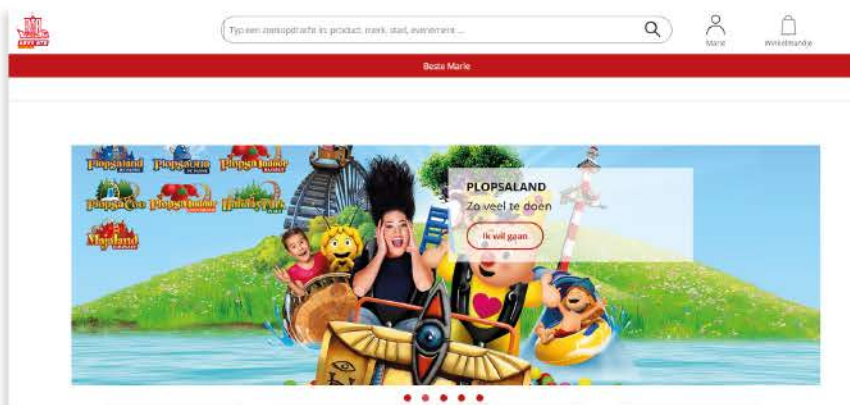 Typ een zoekopdracht in: product, merk, stad, evenement ...
Marie
Winkelmandje
Beste Marie
Plopsaland
Plopsaqua
Plopsa Indoor
Plopsa Coo
Plopsa Indoor
Holiday Park
Majaland
PLOPSALAND
Zo veel te doen
Ik wil gaan